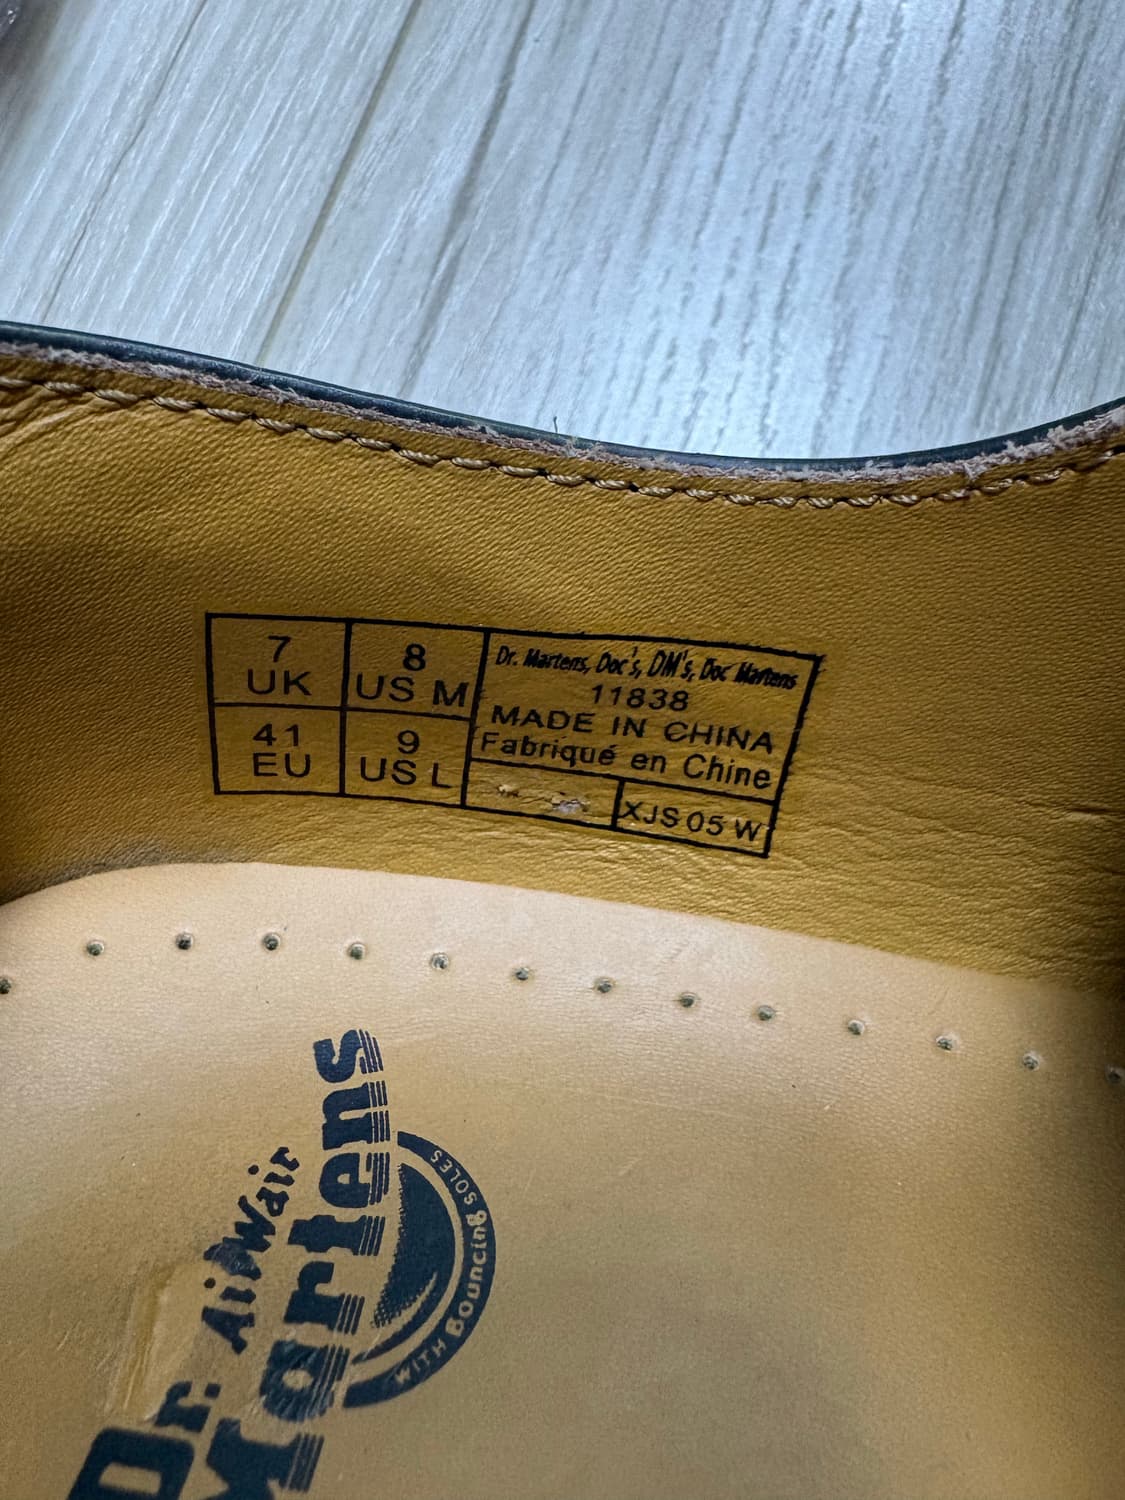 7
UK
8
US M
41
EU
9
US L
Dr. Martens, Doc's, DM's, Doc Martens
11838
MADE IN CHINA
Fabriqué en Chine
XJS 05 W
Dr. Martens
AirWair
WITH Bouncing SOLES